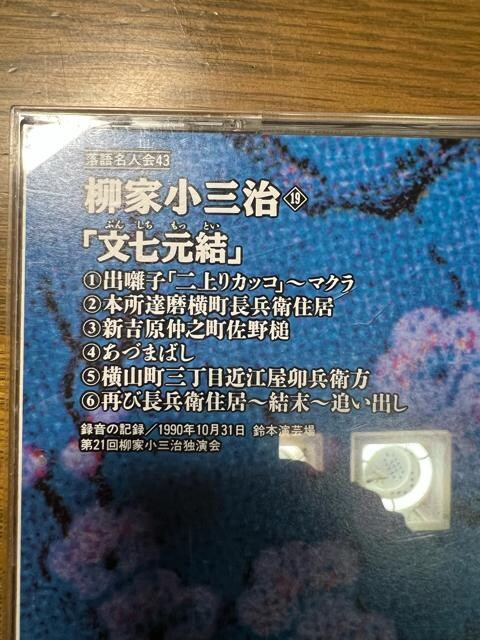 落語名人会43
柳家小三治 19
「文七元結」
ぶんしちもっとい
①出囃子「二上りカッコ」〜マクラ
②本所達磨横町長兵衛住居
③新吉原仲之町佐野槌
④あづまばし
⑤横山町三丁目近江屋卯兵衛方
⑥再び長兵衛住居〜結末〜追い出し
録音の記録/1990年10月31日 鈴本演芸場
第21回柳家小三治独演会